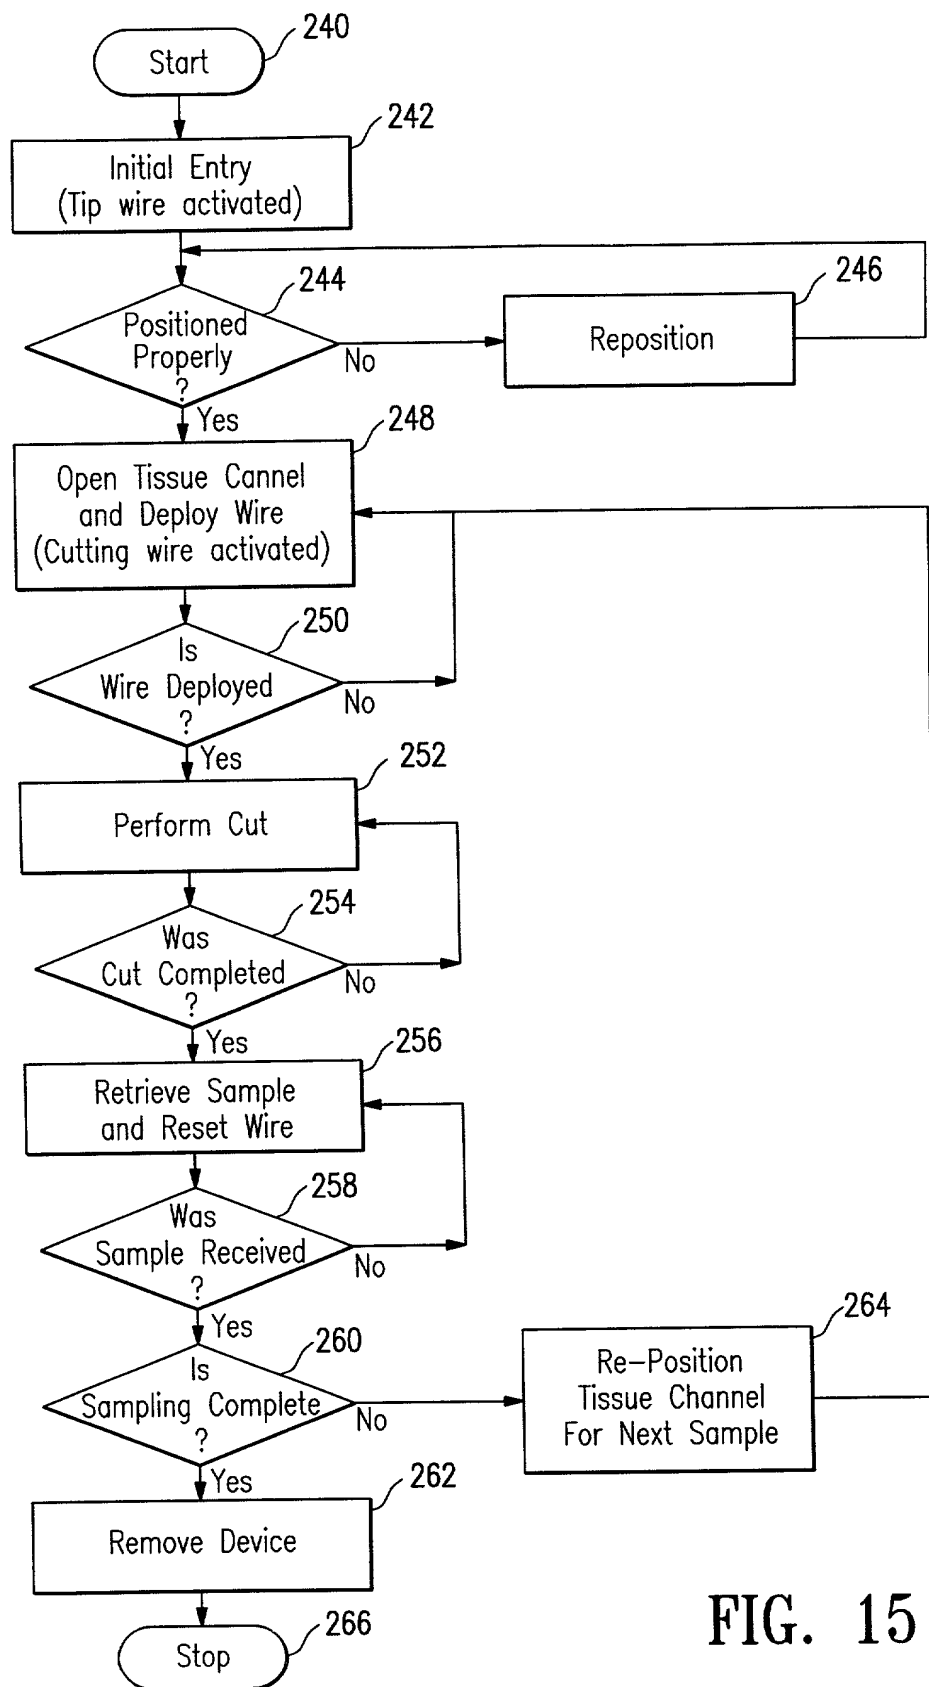 240
Start
242
Initial Entry
(Tip wire activated)
244
Positioned
Properly
?
No
246
Reposition
Yes
248
Open Tissue Cannel
and Deploy Wire
(Cutting wire activated)
250
Is
Wire Deployed
?
No
Yes
252
Perform Cut
254
Was
Cut Completed
?
No
Yes
256
Retrieve Sample
and Reset Wire
258
Was
Sample Received
?
No
Yes
260
Is
Sampling Complete
?
No
264
Re-Position
Tissue Channel
For Next Sample
Yes
262
Remove Device
266
Stop
FIG. 15